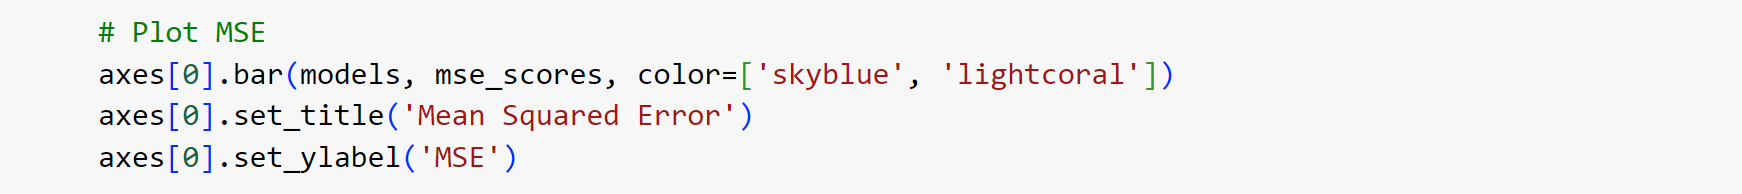 # Plot MSE
axes[0].bar(models, mse_scores, color=['skyblue', 'lightcoral'])
axes[0].set_title('Mean Squared Error')
axes[0].set_ylabel('MSE')